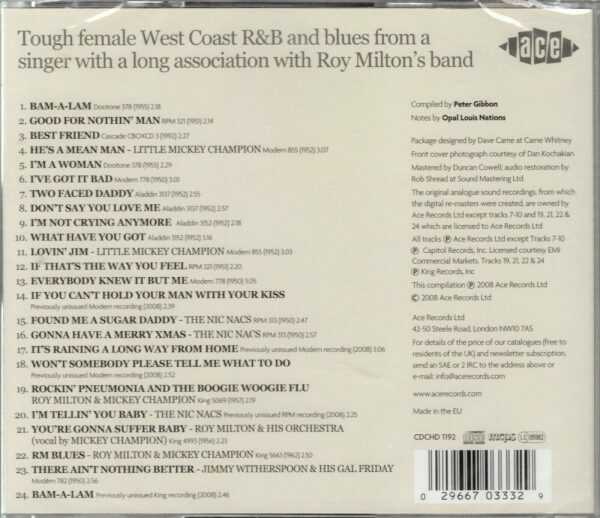 Tough female West Coast R&B and blues from a
singer with a long association with Roy Milton's band
ace
1. BAM-A-LAM Dootone 378 (1955) 2.18
2. GOOD FOR NOTHIN' MAN RPM 321 (1951) 2.14
3. BEST FRIEND Cascade CBOXCD 3 (1992) 2.27
4. HE'S A MEAN MAN - LITTLE MICKEY CHAMPION Modern 855 (1952) 3.07
5. I'M A WOMAN Dootone 378 (1955) 2.29
6. I'VE GOT IT BAD Modern 778 (1950) 3.01
7. TWO FACED DADDY Aladdin 3137 (1952) 2.55
8. DON'T SAY YOU LOVE ME Aladdin 3137 (1952) 2.57
9. I'M NOT CRYING ANYMORE Aladdin 3152 (1952) 2.18
10. WHAT HAVE YOU GOT Aladdin 3152 (1952) 3.16
11. LOVIN' JIM - LITTLE MICKEY CHAMPION Modern 855 (1952) 3.03
12. IF THAT'S THE WAY YOU FEEL RPM 321 (1951) 2.20
13. EVERYBODY KNEW IT BUT ME Modern 778 (1950) 3.05
14. IF YOU CAN'T HOLD YOUR MAN WITH YOUR KISS
Previously unissued Modern recording (2008) 2.39
15. FOUND ME A SUGAR DADDY - THE NIC NACS RPM 313 (1950) 2.47
16. GONNA HAVE A MERRY XMAS - THE NIC NACS RPM 313 (1950) 2.57
17. IT'S RAINING A LONG WAY FROM HOME Previously unissued Modern recording (2008) 3.06
18. WON'T SOMEBODY PLEASE TELL ME WHAT TO DO
Previously unissued Modern recording (2008) 2.52
19. ROCKIN' PNEUMONIA AND THE BOOGIE WOOGIE FLU
ROY MILTON & MICKEY CHAMPION King 5069 (1957) 2.19
20. I'M TELLIN' YOU BABY - THE NIC NACS Previously unissued RPM recording (2008) 2.25
21. YOU'RE GONNA SUFFER BABY - ROY MILTON & HIS ORCHESTRA
(vocal by MICKEY CHAMPION) King 4993 (1956) 2.23
22. RM BLUES - ROY MILTON & MICKEY CHAMPION King 5663 (1962) 2.50
23. THERE AIN'T NOTHING BETTER - JIMMY WITHERSPOON & HIS GAL FRIDAY
Modern 782 (1950) 2.56
24. BAM-A-LAM Previously unissued King recording (2008) 2.46
Compiled by Peter Gibbon
Notes by Opal Louis Nations
Package designed by Dave Carne at Carne Whitney
Front cover photograph courtesy of Dan Kochakian
Mastered by Duncan Cowell; audio restoration by
Rob Shread at Sound Mastering Ltd
The original analogue sound recordings, from which
the digital re-masters were created, are owned by
Ace Records Ltd except tracks 7-10 and 19, 21, 22 &
24 which are licensed to Ace Records Ltd
All tracks ℗ Ace Records Ltd except Tracks 7-10
℗ Capitol Records, Inc. Licensed courtesy EMI
Commercial Markets. Tracks 19, 21, 22 & 24
℗ King Records, Inc
This compilation ℗ 2008 Ace Records Ltd
© 2008 Ace Records Ltd
Ace Records Ltd
42-50 Steele Road, London NW10 7AS
For details of the price of our catalogues (free to
residents of the UK) and newsletter subscription,
send an SAE or 2 IRC to the address above or
e-mail: info@acerecords.com
www.acerecords.com
Made in the EU
CDCHD 1192
0 29667 03332 9